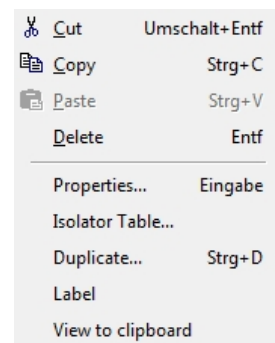 Cut Umschalt+Entf
Copy Strg+C
Paste Strg+V
Delete Entf
Properties... Eingabe
Isolator Table...
Duplicate... Strg+D
Label
View to clipboard